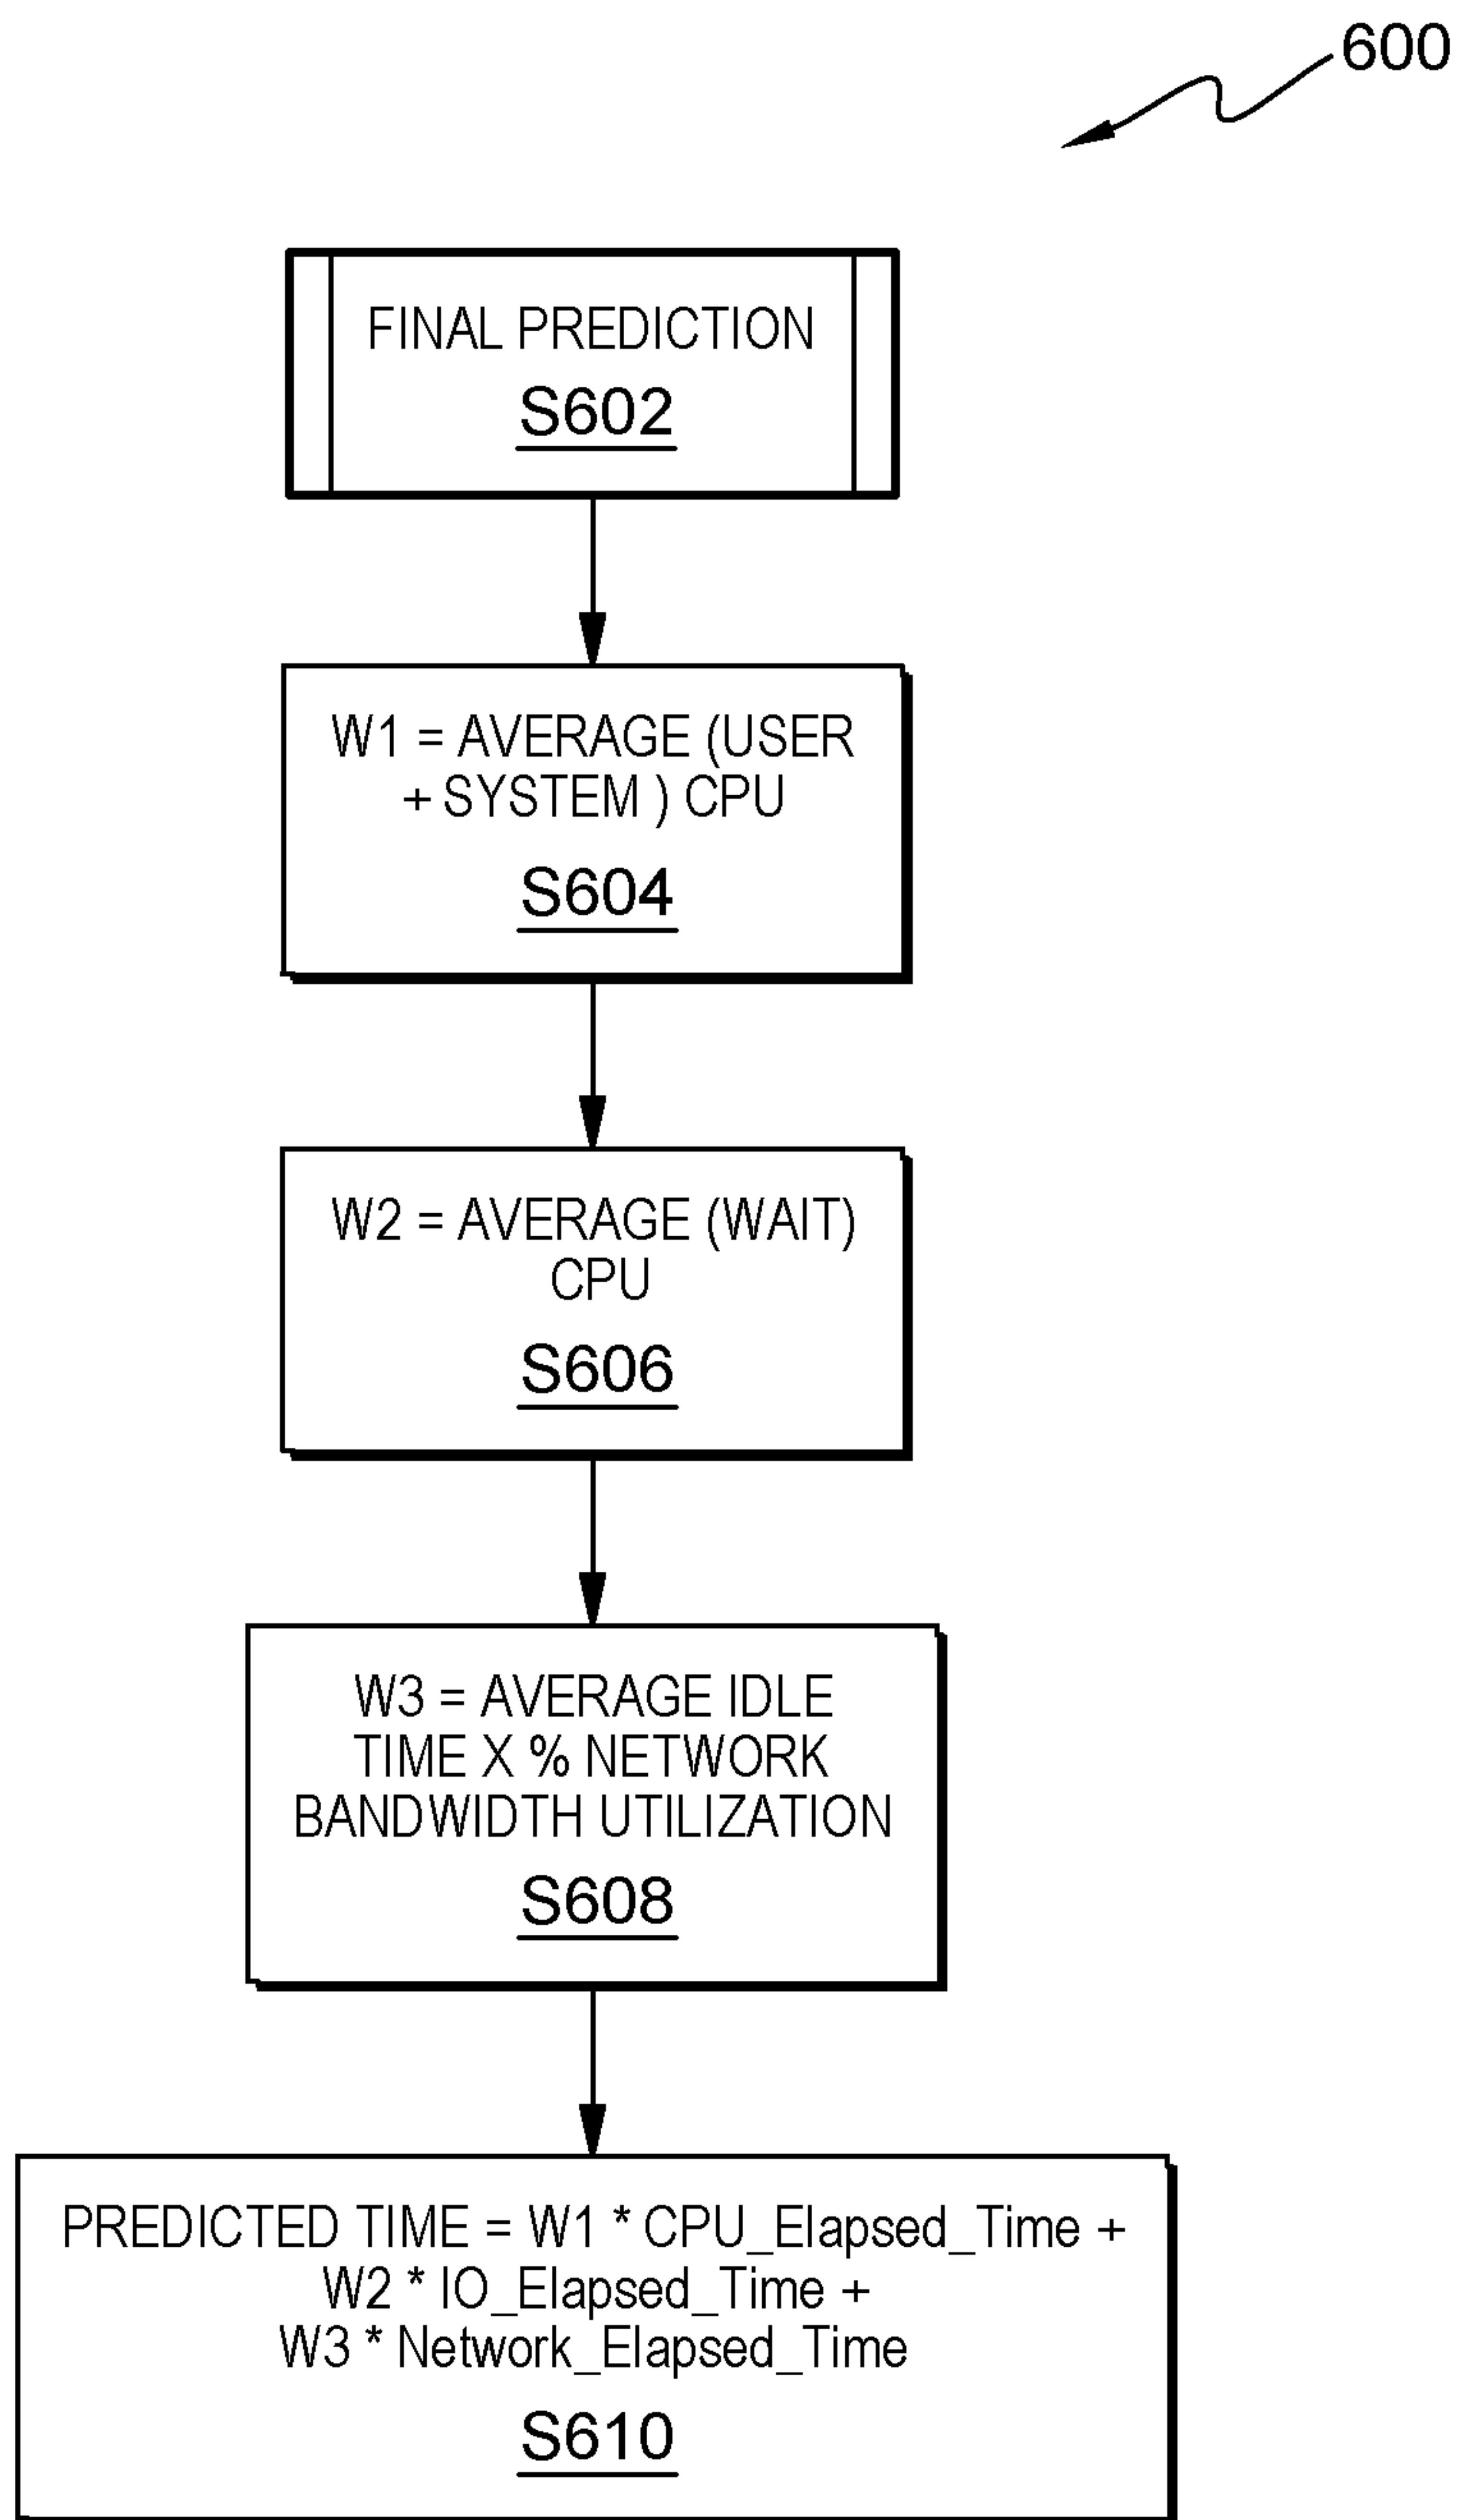 600
FINAL PREDICTION
S602
W1 = AVERAGE (USER
+ SYSTEM ) CPU
S604
W2 = AVERAGE (WAIT)
CPU
S606
W3 = AVERAGE IDLE
TIME X % NETWORK
BANDWIDTH UTILIZATION
S608
PREDICTED TIME = W1 * CPU_Elapsed_Time +
W2 * IO_Elapsed_Time +
W3 * Network_Elapsed_Time
S610